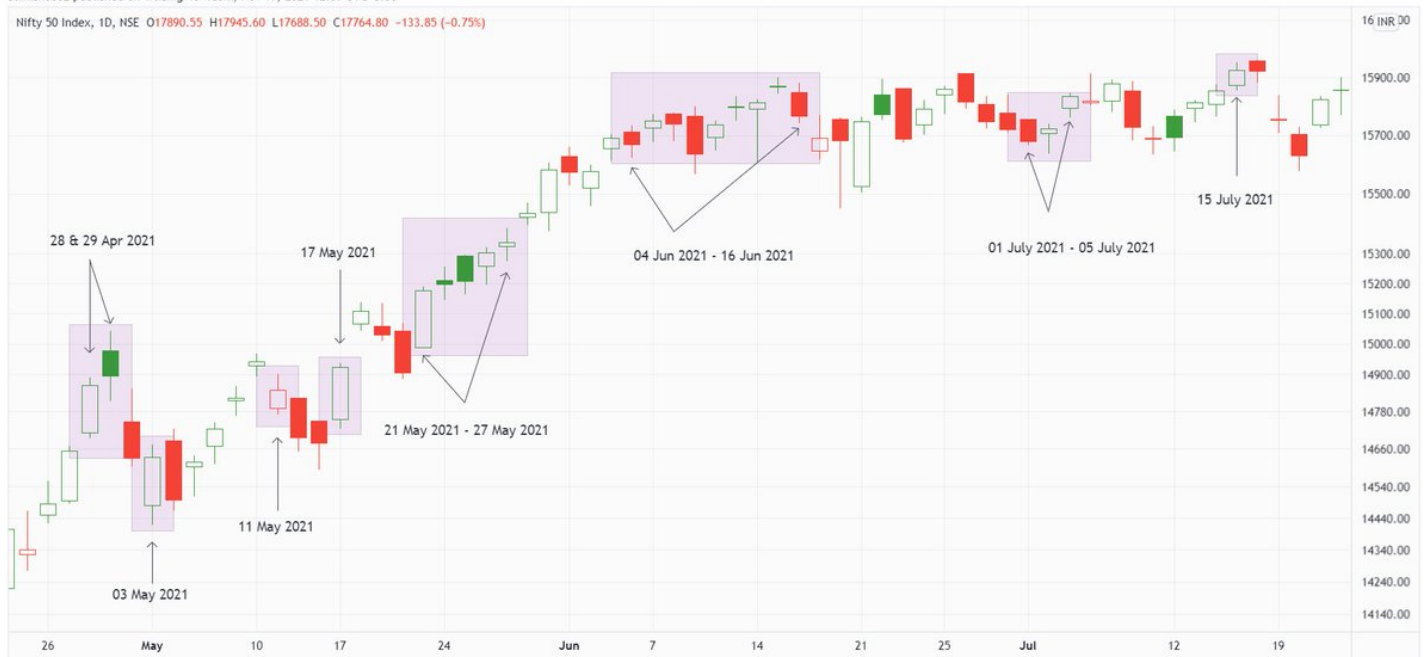 Nifty 50 Index, 1D, NSE O17890.55 H17945.60 L17688.50 C17764.80 −133.85 (−0.75%)
INR
15900.00
15700.00
15500.00
15300.00
15200.00
15100.00
15000.00
14900.00
14780.00
14660.00
14540.00
14440.00
14340.00
14240.00
14140.00
28 & 29 Apr 2021
17 May 2021
04 Jun 2021 - 16 Jun 2021
01 July 2021 - 05 July 2021
15 July 2021
21 May 2021 - 27 May 2021
11 May 2021
03 May 2021
26 May 10 17 24 Jun 7 14 21 25 Jul 12 19